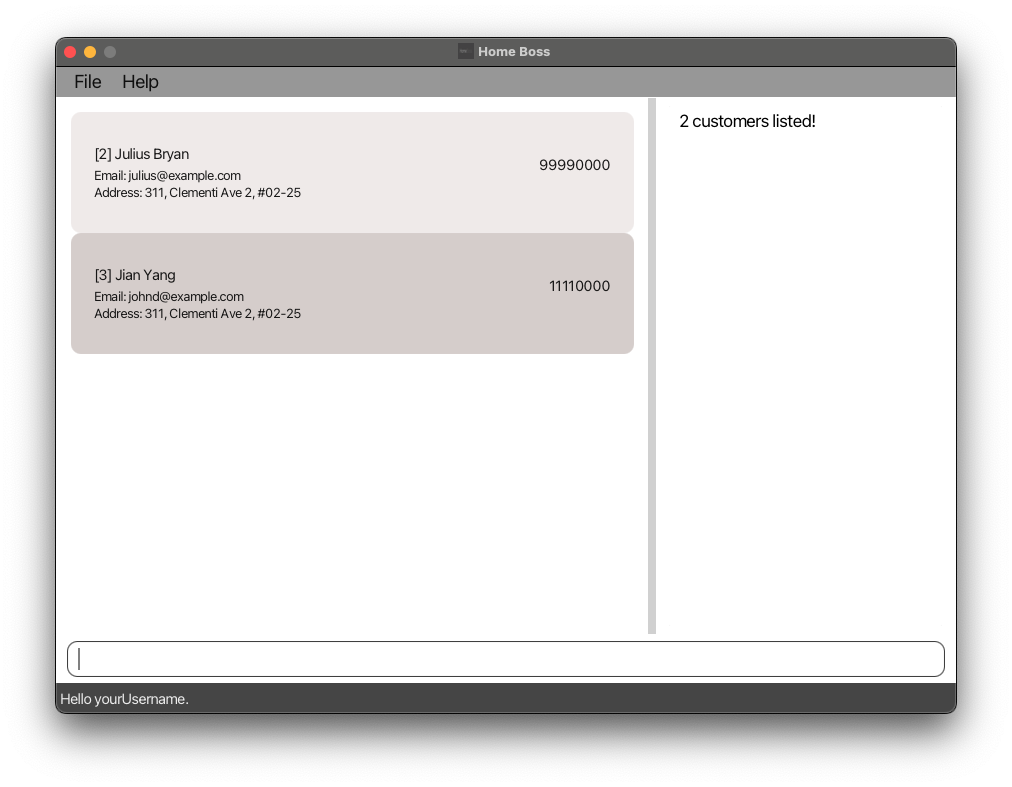 Home Boss
File Help
[2] Julius Bryan
Email: julius@example.com
Address: 311, Clementi Ave 2, #02-25
99990000
[3] Jian Yang
Email: johnd@example.com
Address: 311, Clementi Ave 2, #02-25
11110000
2 customers listed!
Hello yourUsername.